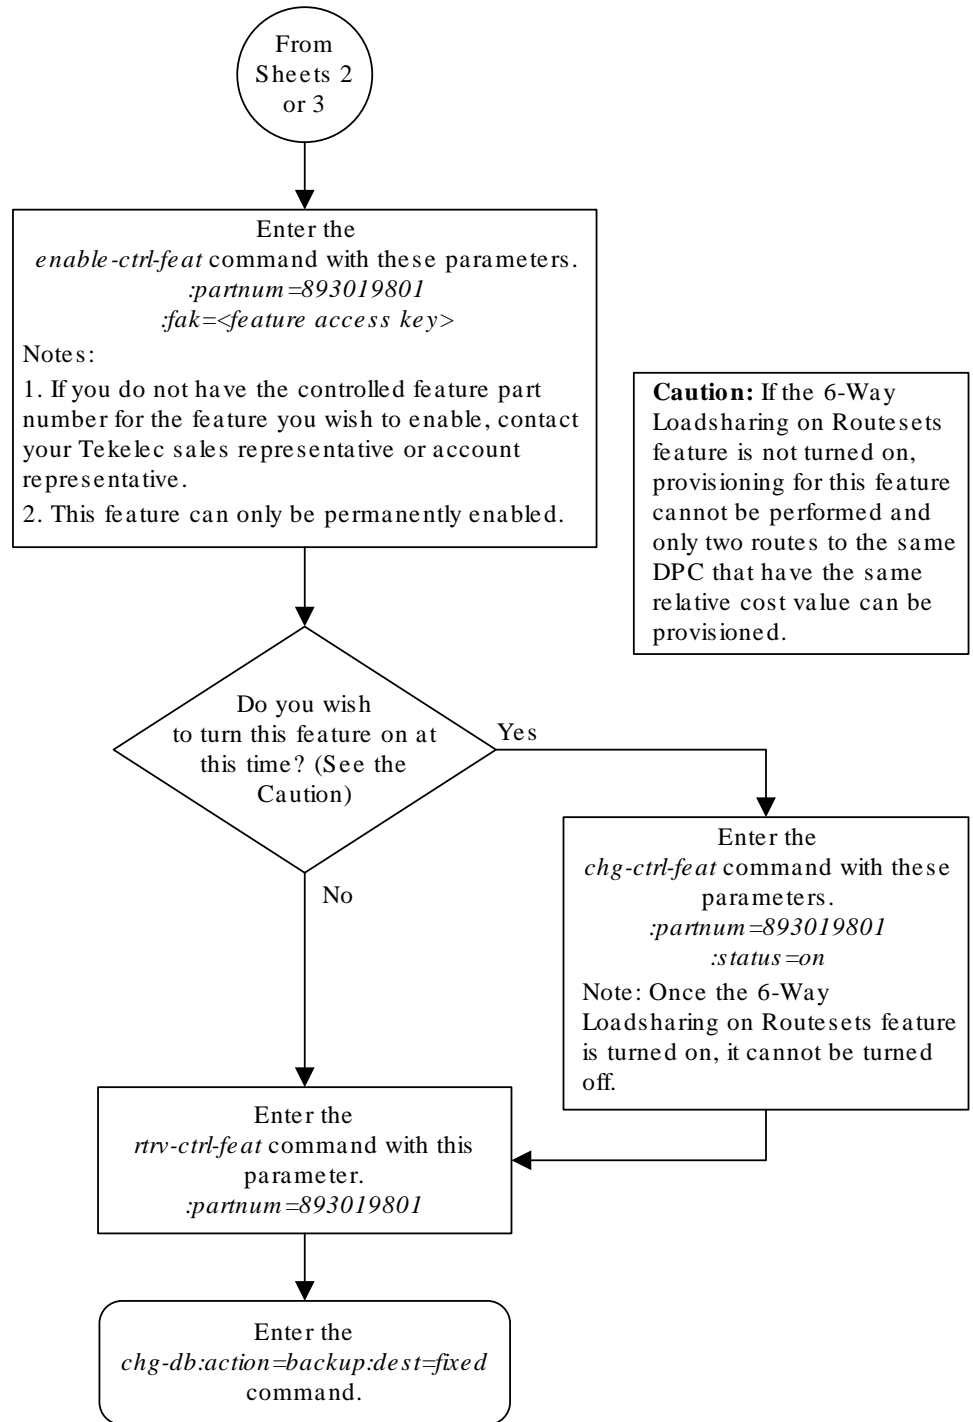 From
Sheets 2
or 3
Enter the
enable-ctrl-feat command with these parameters.
:partnum=893019801
:fak=<feature access key>
Notes:
1. If you do not have the controlled feature part
number for the feature you wish to enable, contact
your Tekelec sales representative or account
representative.
2. This feature can only be permanently enabled.
Caution: If the 6-Way
Loadsharing on Routesets
feature is not turned on,
provisioning for this feature
cannot be performed and
only two routes to the same
DPC that have the same
relative cost value can be
provisioned.
Do you wish
to turn this feature on at
this time? (See the
Caution)
Yes
No
Enter the
chg-ctrl-feat command with these
parameters.
:partnum=893019801
:status=on
Note: Once the 6-Way
Loadsharing on Routesets feature
is turned on, it cannot be turned
off.
Enter the
rtrv-ctrl-feat command with this
parameter.
:partnum=893019801
Enter the
chg-db:action=backup:dest=fixed
command.